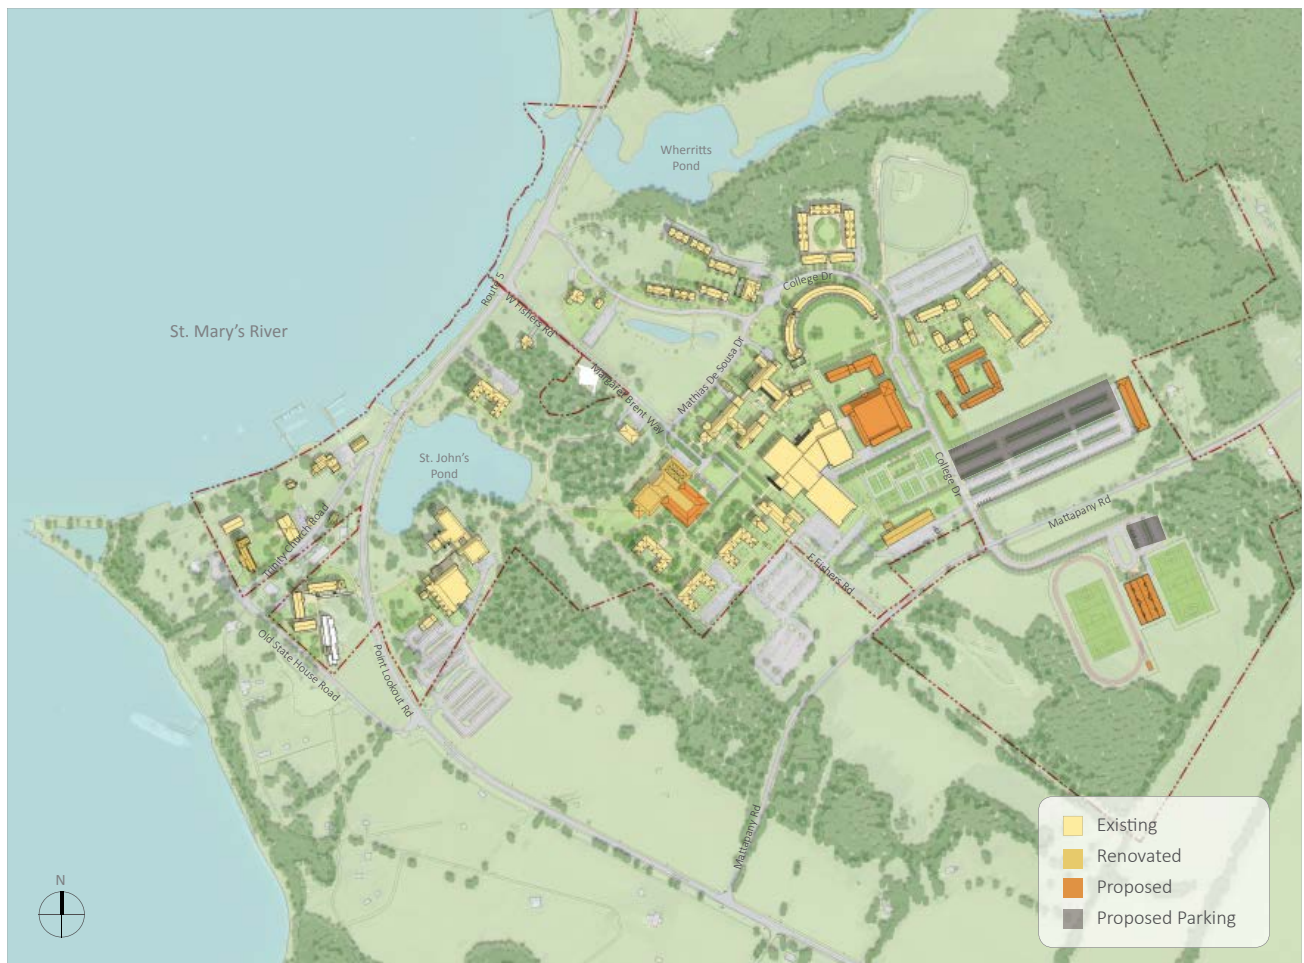 Wherritts
Pond
College Dr
Route 5
W Fishers Rd
St. Mary's River
Mathias De Sousa Dr
Margaret Brent Way
St. John's
Pond
College Dr
Mattapany Rd
Trinity Church Road
E Fishers Rd
Old State House Road
Point Lookout Rd
Mattapany Rd
Existing
Renovated
Proposed
Proposed Parking
N